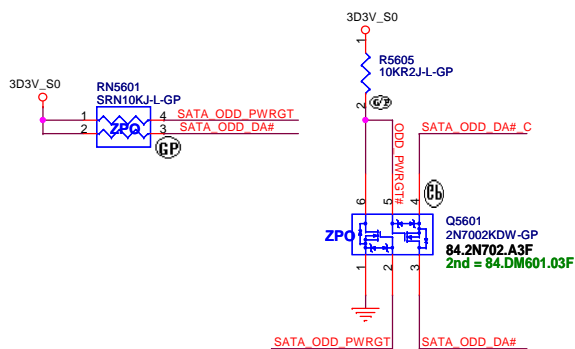 3D3V_S0
1
R5605
10KR2J-L-GP
2
G/P
3D3V_S0
RN5601
SRN10KJ-L-GP
1
4
SATA_ODD_PWRGT
2
3
SATA_ODD_DA#
ZPO
GP
ODD_PWRGT#
SATA_ODD_DA#_C
6
5
4
Q5601
2N7002KDW-GP
84.2N702.A3F
2nd = 84.DM601.03F
ZPO
1
2
3
SATA_ODD_PWRGT
SATA_ODD_DA#